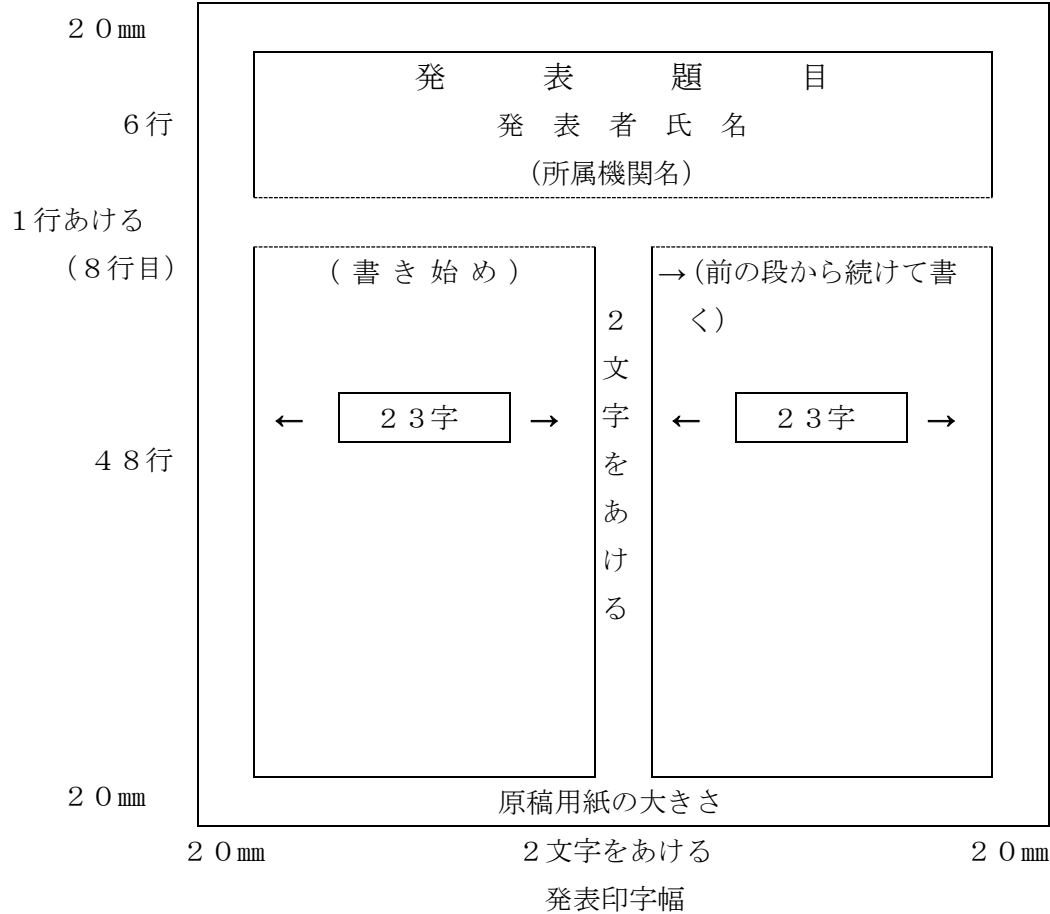 ２０㎜
発　表　題　目
６行
発　表　者　氏　名
（所属機関名）
１行あける
（８行目）
（書き始め）
→（前の段から続けて書
く）
２文字をあける
← ２３字 →
← ２３字 →
４８行
２０㎜
原稿用紙の大きさ
２０㎜
２文字をあける
２０㎜
発表印字幅